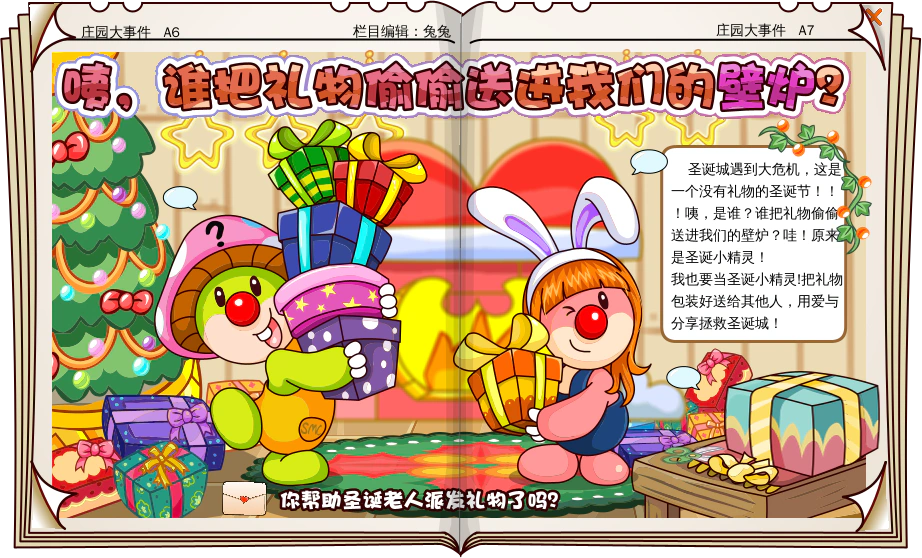 庄园大事件 A6
栏目编辑：兔兔
庄园大事件 A7
咦，谁把礼物偷偷送进我们的壁炉？
圣诞城遇到大危机，这是
一个没有礼物的圣诞节！！
！咦，是谁？谁把礼物偷偷
送进我们的壁炉？哇！原来
是圣诞小精灵！
我也要当圣诞小精灵!把礼物
包装好送给其他人，用爱与
分享拯救圣诞城！
?
SMC
你帮助圣诞老人派发礼物了吗?